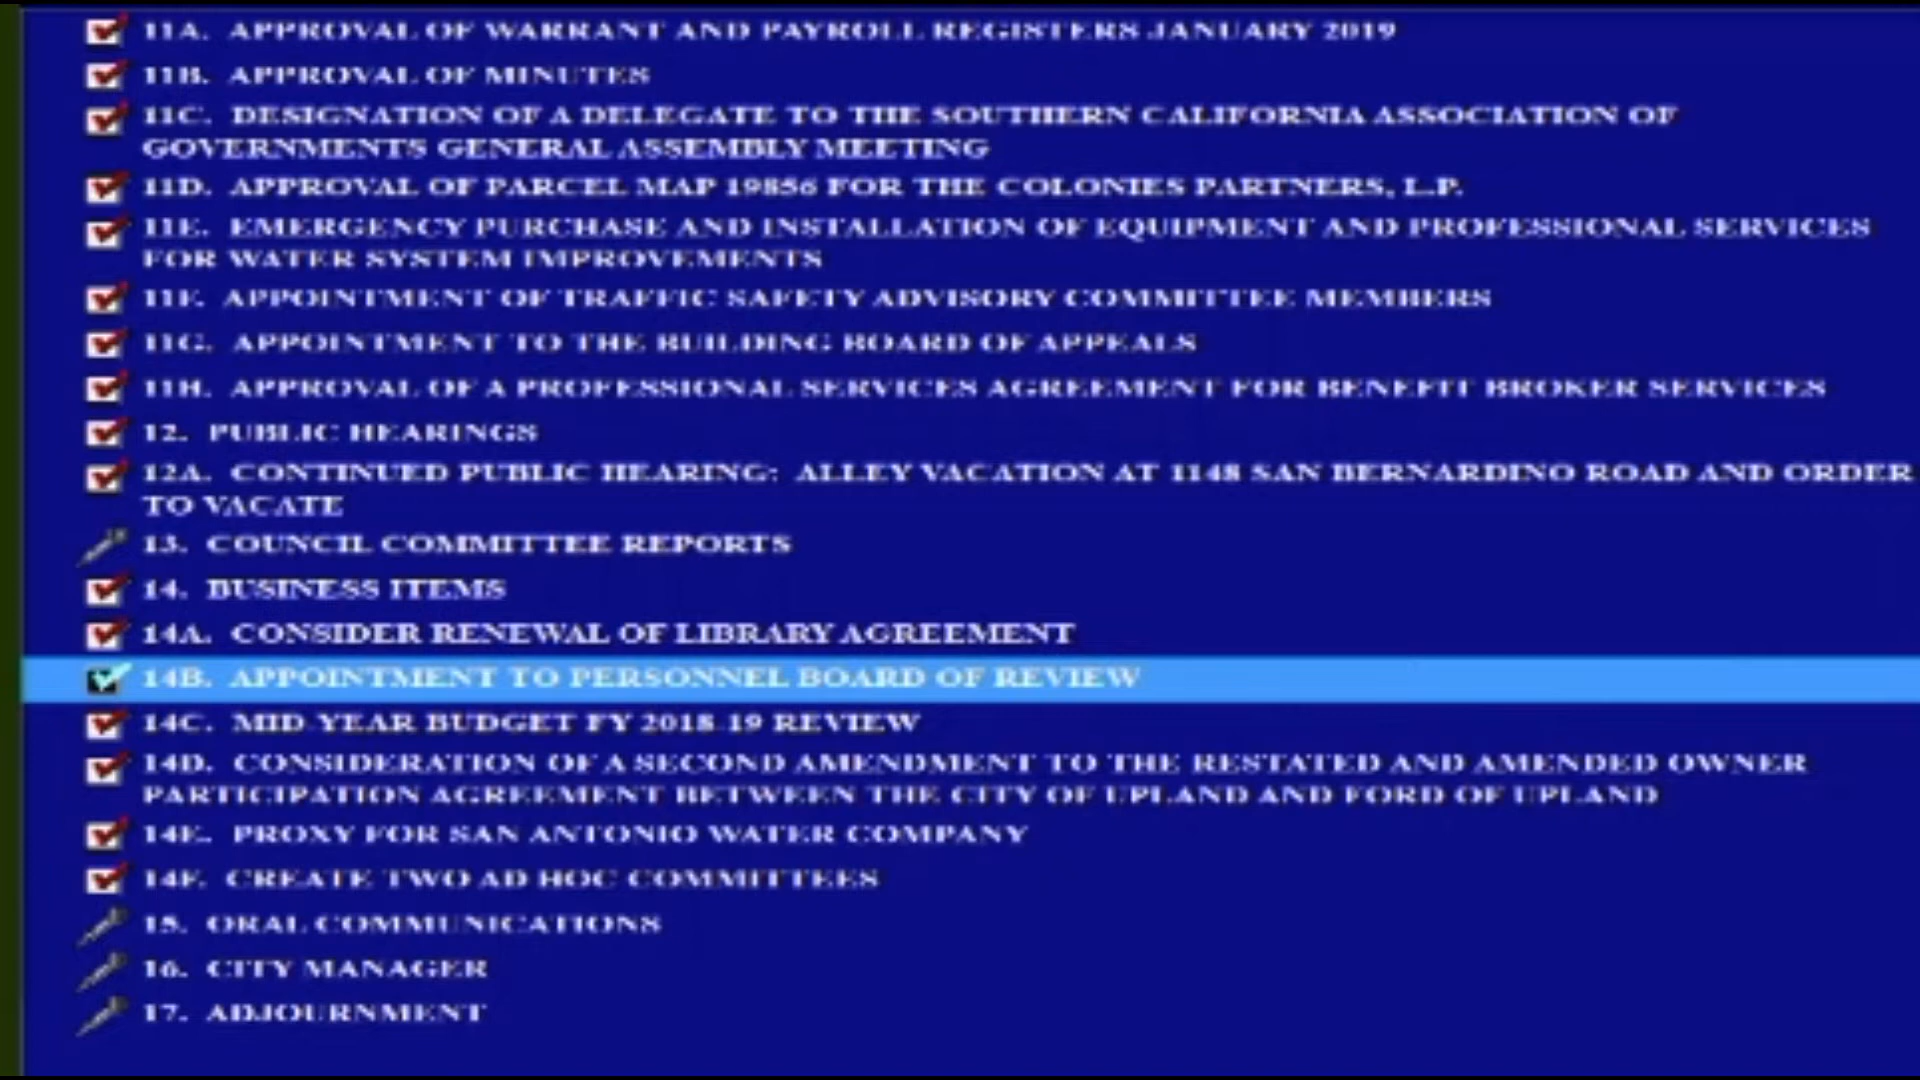 11A. APPROVAL OF WARRANT AND PAYROLL REGISTERS JANUARY 2019
11B. APPROVAL OF MINUTES
11C. DESIGNATION OF A DELEGATE TO THE SOUTHERN CALIFORNIA ASSOCIATION OF
GOVERNMENTS GENERAL ASSEMBLY MEETING
11D. APPROVAL OF PARCEL MAP 19856 FOR THE COLONIES PARTNERS, L.P.
11E. EMERGENCY PURCHASE AND INSTALLATION OF EQUIPMENT AND PROFESSIONAL SERVICES
FOR WATER SYSTEM IMPROVEMENTS
11F. APPOINTMENT OF TRAFFIC SAFETY ADVISORY COMMITTEE MEMBERS
11G. APPOINTMENT TO THE BUILDING BOARD OF APPEALS
11H. APPROVAL OF A PROFESSIONAL SERVICES AGREEMENT FOR BENEFIT BROKER SERVICES
12. PUBLIC HEARINGS
12A. CONTINUED PUBLIC HEARING: ALLEY VACATION AT 1148 SAN BERNARDINO ROAD AND ORDER
TO VACATE
13. COUNCIL COMMITTEE REPORTS
14. BUSINESS ITEMS
14A. CONSIDER RENEWAL OF LIBRARY AGREEMENT
14B. APPOINTMENT TO PERSONNEL BOARD OF REVIEW
14C. MID-YEAR BUDGET FY 2018-19 REVIEW
14D. CONSIDERATION OF A SECOND AMENDMENT TO THE RESTATED AND AMENDED OWNER
PARTICIPATION AGREEMENT BETWEEN THE CITY OF UPLAND AND FORD OF UPLAND
14E. PROXY FOR SAN ANTONIO WATER COMPANY
14F. CREATE TWO AD HOC COMMITTEES
15. ORAL COMMUNICATIONS
16. CITY MANAGER
17. ADJOURNMENT